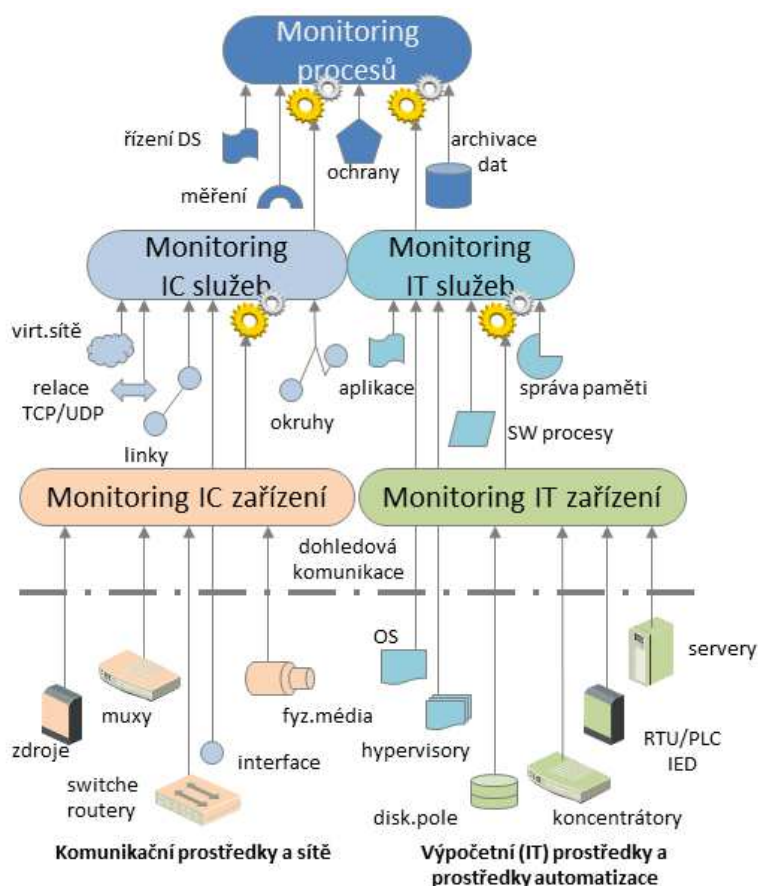 Monitoring
procesů
řízení DS
měření
ochrany
archivace
dat
Monitoring
IC služeb
Monitoring
IT služeb
virt.sítě
relace
TCP/UDP
linky
okruhy
aplikace
SW procesy
správa paměti
Monitoring IC zařízení
Monitoring IT zařízení
dohledová
komunikace
zdroje
muxy
switche
routery
interface
fyz.média
OS
hypervisory
disk.pole
koncentrátory
RTU/PLC
IED
servery
Komunikační prostředky a sítě
Výpočetní (IT) prostředky a
prostředky automatizace